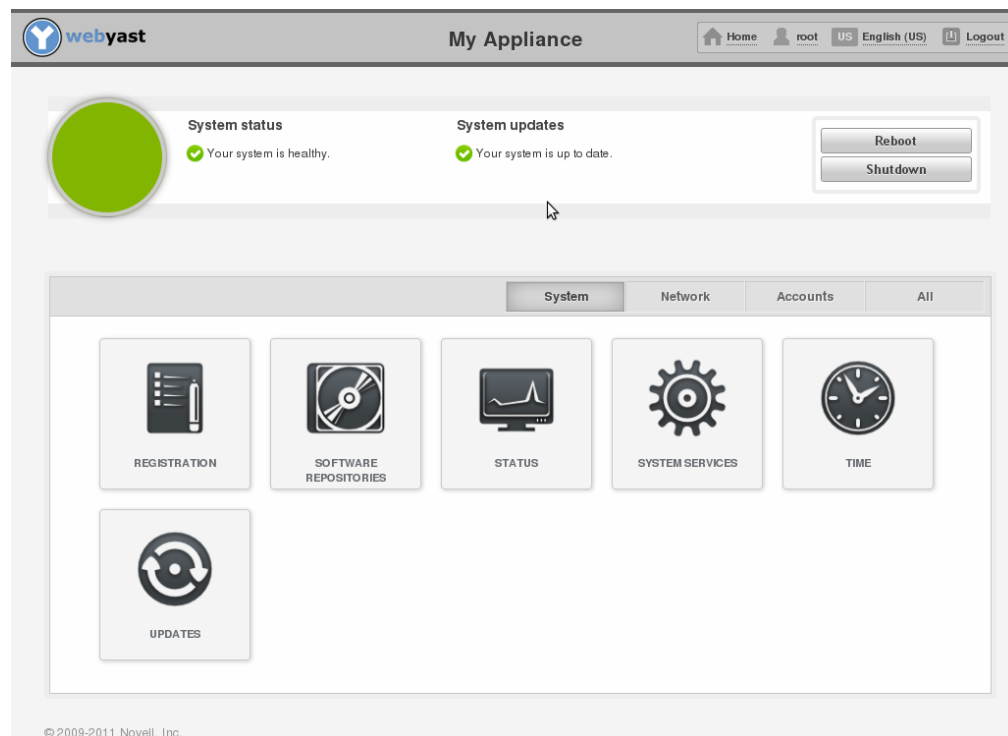 webyast
My Appliance
Home
root
US
English (US)
Logout
System status
Your system is healthy.
System updates
Your system is up to date.
Reboot
Shutdown
System
Network
Accounts
All
REGISTRATION
SOFTWARE
REPOSITORIES
STATUS
SYSTEM SERVICES
TIME
UPDATES
© 2009-2011 Novell, Inc.